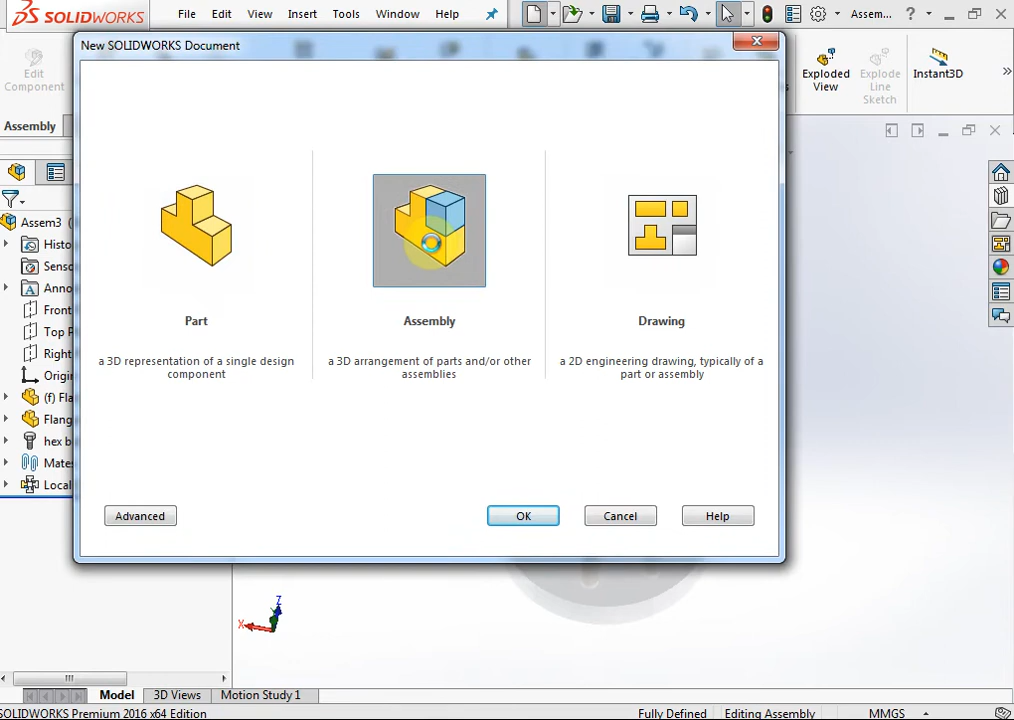 SOLIDWORKS File Edit View Insert Tools Window Help Assem... ?
New SOLIDWORKS Document
Edit
Component
Exploded
View
Explode
Line
Sketch
Instant3D
»
Assembly
Assem3 (
Histo
Senso
Anno
Front
Top P
Right
Origi
(f) Fla
Flang
hex b
Mate
Local
Part
Assembly
Drawing
a 3D representation of a single design
component
a 3D arrangement of parts and/or other
assemblies
a 2D engineering drawing, typically of a
part or assembly
Advanced OK Cancel Help
Z
X
Model 3D Views Motion Study 1
SOLIDWORKS Premium 2016 x64 Edition Fully Defined Editing Assembly MMGS